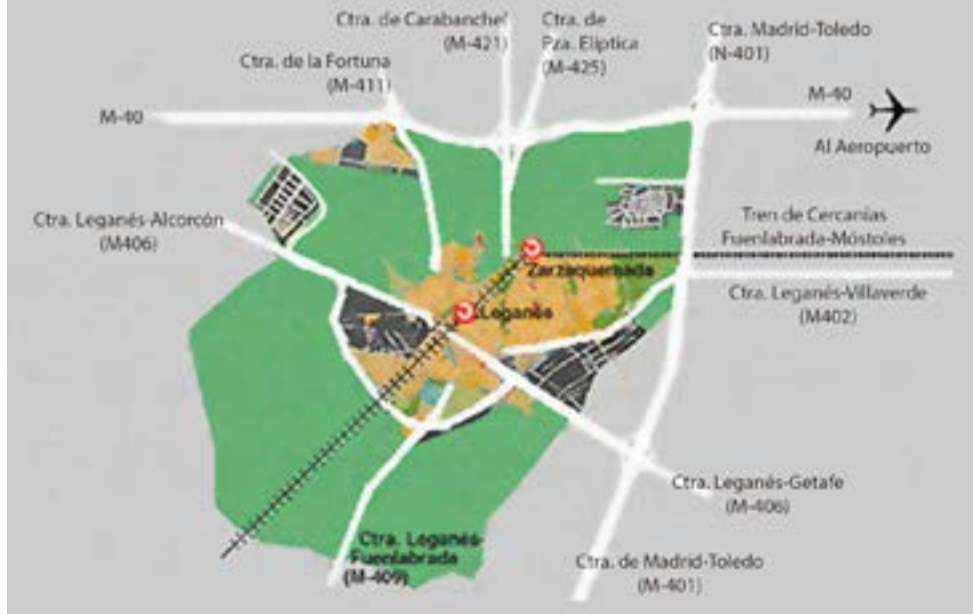 Ctra. de Carabanchel
(M-421)
Ctra. de
Pza. Eliptica
(M-425)
Ctra. Madrid-Toledo
(N-401)
Ctra. de la Fortuna
(M-411)
M-40
M-40
Al Aeropuerto
Ctra. Leganés-Alcorcón
(M406)
Tren de Cercanías
Fuenlabrada-Móstoles
Zarzaquemada
Ctra. Leganés-Villaverde
(M402)
Leganés
Ctra. Leganés-Getafe
(M-406)
Ctra. Leganés-
Fuenlabrada
(M-409)
Ctra. de Madrid-Toledo
(M-401)